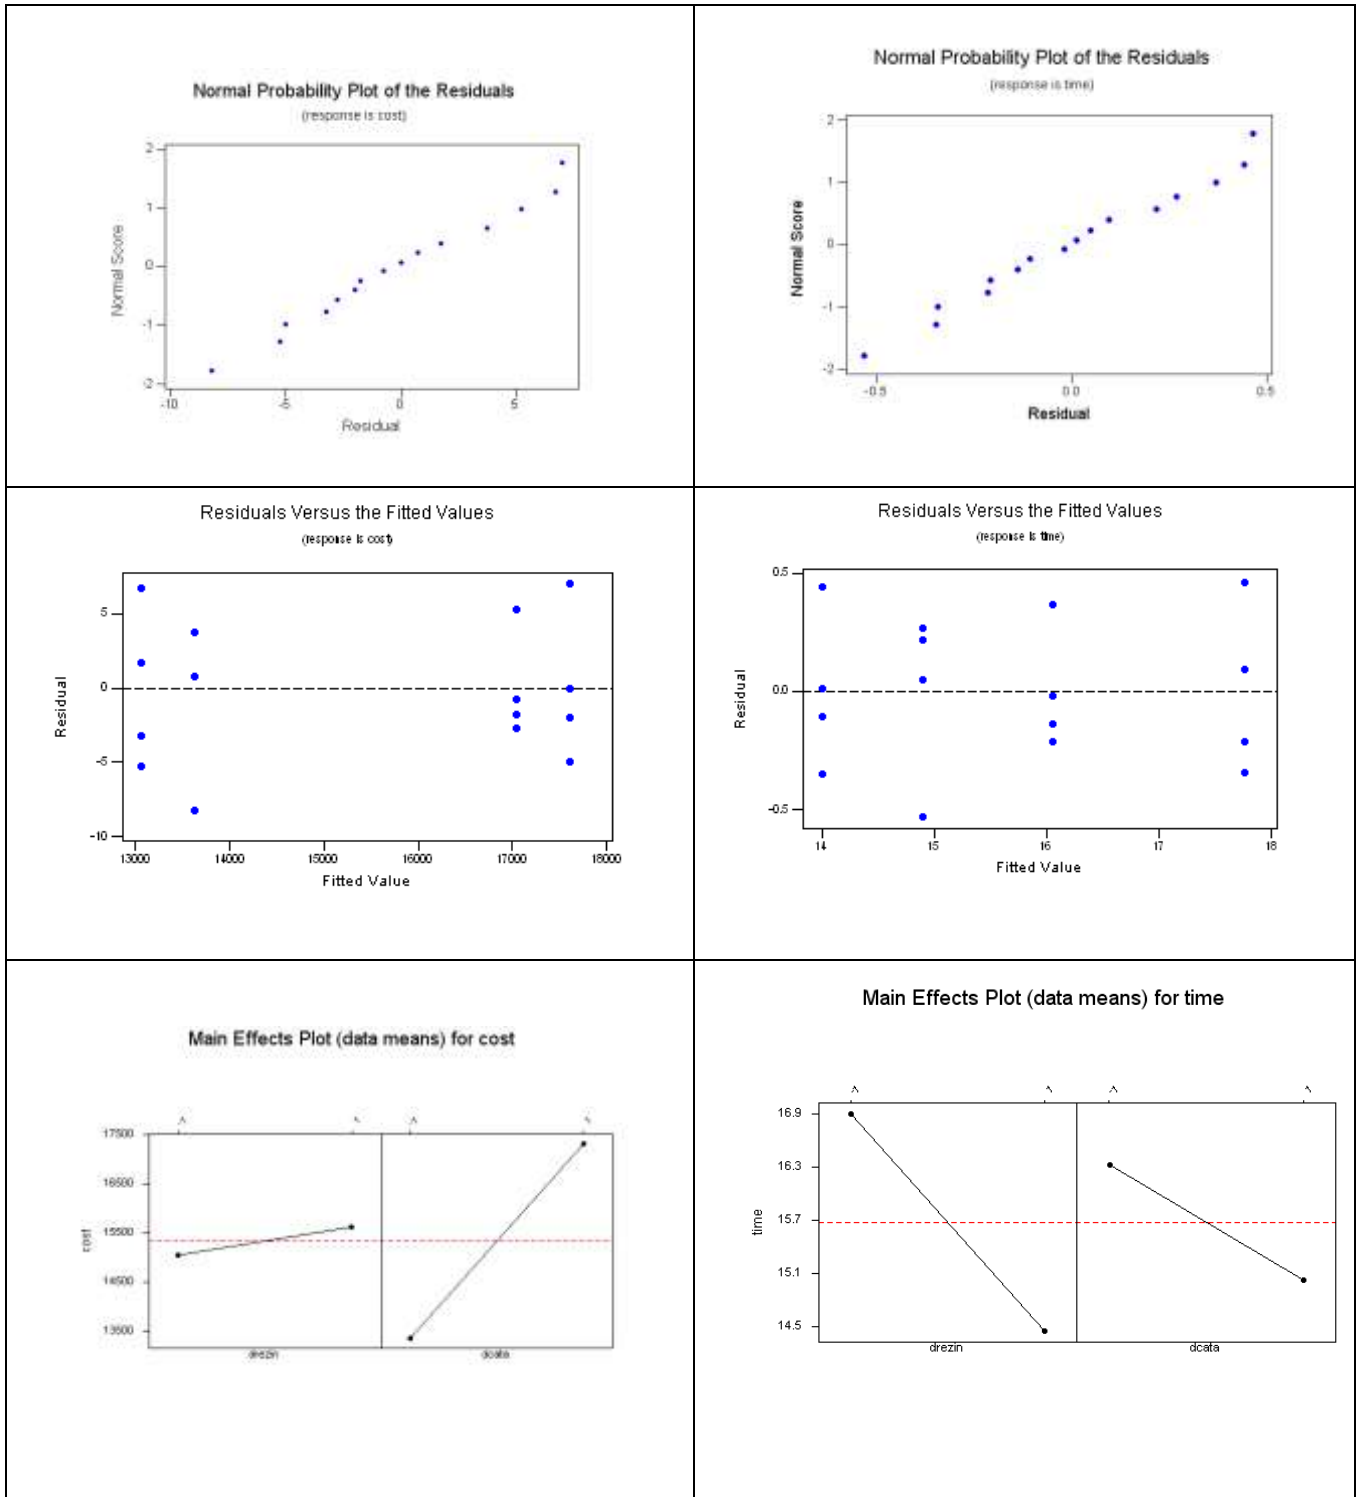 Normal Probability Plot of the Residuals
(response is cost)
2
1
0
-1
-2
Normal Score
-10
-5
0
5
Residual
Normal Probability Plot of the Residuals
(response is time)
2
1
0
-1
-2
Normal Score
-0.5
0.0
0.5
Residual
Residuals Versus the Fitted Values
(response is cost)
5
0
-5
-10
Residual
13000
14000
15000
16000
17000
18000
Fitted Value
Residuals Versus the Fitted Values
(response is time)
0.5
0.0
-0.5
Residual
14
15
16
17
18
Fitted Value
Main Effects Plot (data means) for cost
17500
16500
15500
14500
13500
cost
drezin
dcata
Main Effects Plot (data means) for time
16.9
16.3
15.7
15.1
14.5
time
drezin
dcata